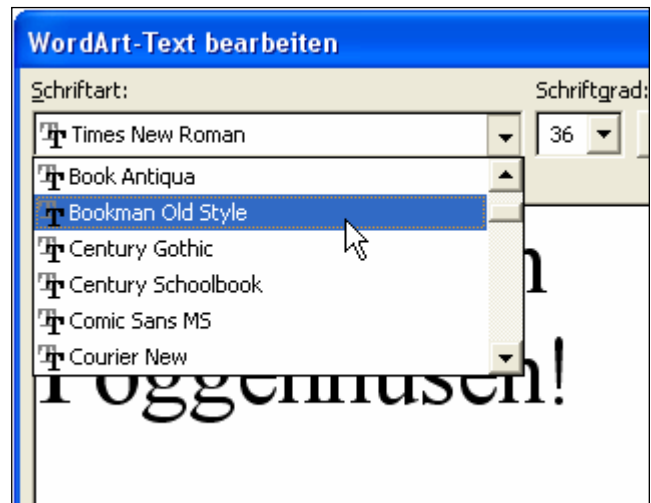 WordArt-Text bearbeiten
Schriftart: Schriftgrad:
Times New Roman 36
Book Antiqua
Bookman Old Style
Century Gothic
Century Schoolbook
Comic Sans MS
Courier New